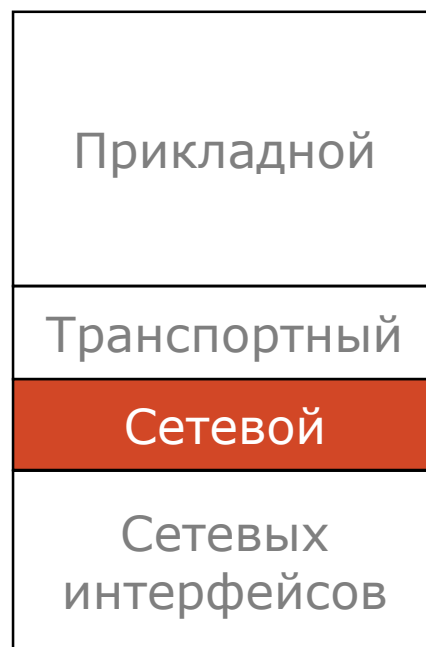 Прикладной
Транспортный
Сетевой
Сетевых
интерфейсов